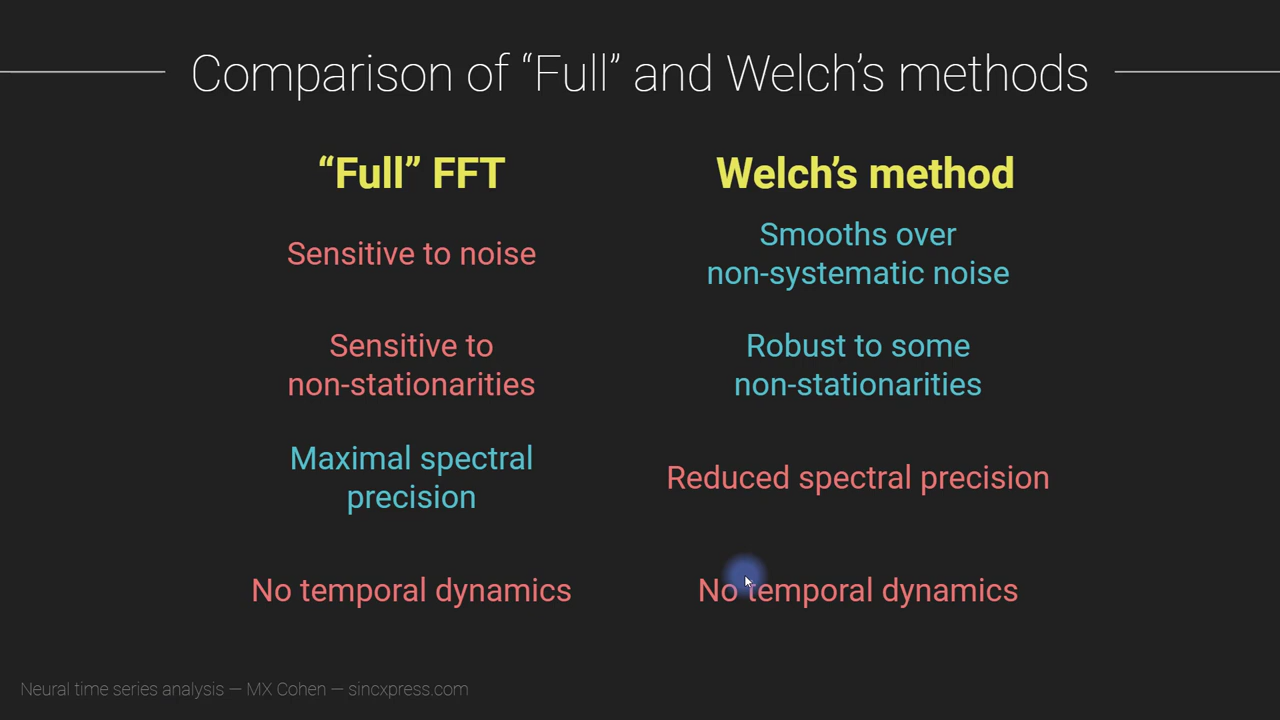 Comparison of “Full” and Welch’s methods
“Full” FFT
Sensitive to noise
Sensitive to
non-stationarities
Maximal spectral
precision
No temporal dynamics
Welch’s method
Smooths over
non-systematic noise
Robust to some
non-stationarities
Reduced spectral precision
No temporal dynamics
Neural time series analysis — MX Cohen — sincxpress.com